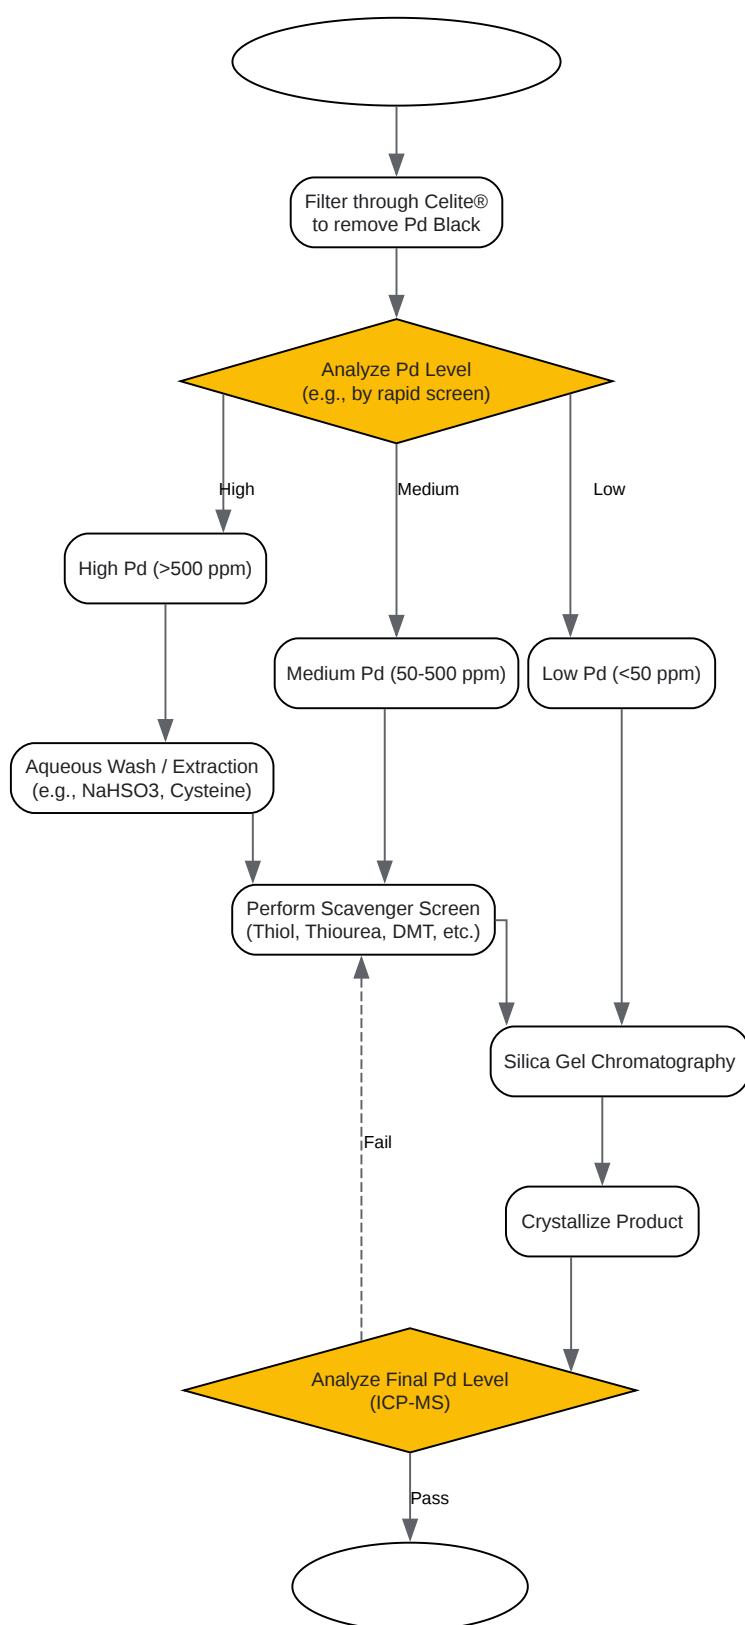 Filter through Celite®
to remove Pd Black
Analyze Pd Level
(e.g., by rapid screen)
High
Medium
Low
High Pd (>500 ppm)
Medium Pd (50-500 ppm)
Low Pd (<50 ppm)
Aqueous Wash / Extraction
(e.g., NaHSO3, Cysteine)
Perform Scavenger Screen
(Thiol, Thiourea, DMT, etc.)
Silica Gel Chromatography
Fail
Crystallize Product
Analyze Final Pd Level
(ICP-MS)
Pass